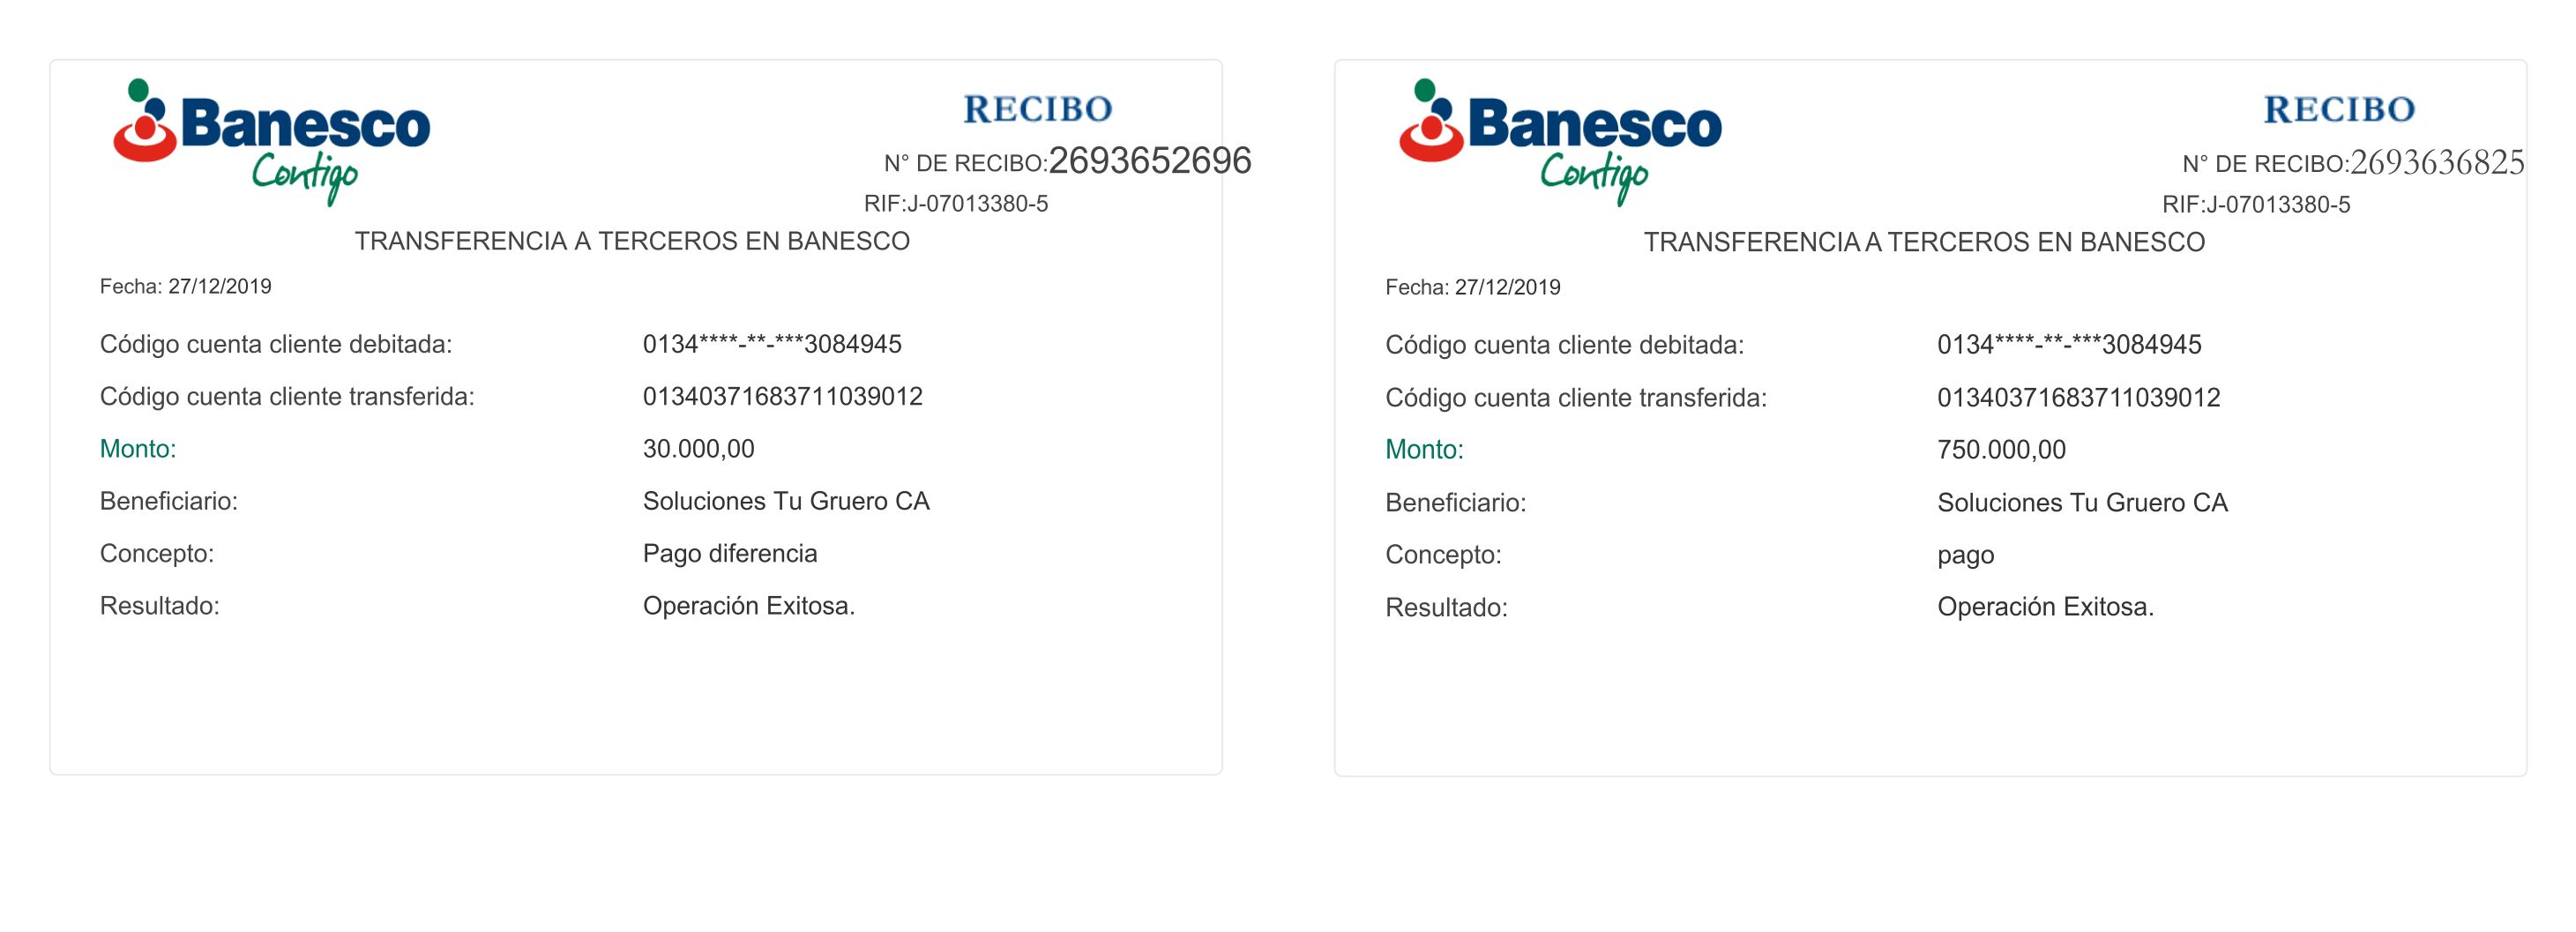 Banesco
Contigo
RECIBO
N° DE RECIBO:2693652696
RIF:J-07013380-5
TRANSFERENCIA A TERCEROS EN BANESCO
Fecha: 27/12/2019
Código cuenta cliente debitada: 0134****-**-***3084945
Código cuenta cliente transferida: 01340371683711039012
Monto: 30.000,00
Beneficiario: Soluciones Tu Gruero CA
Concepto: Pago diferencia
Resultado: Operación Exitosa.
Banesco
Contigo
RECIBO
N° DE RECIBO:2693636825
RIF:J-07013380-5
TRANSFERENCIA A TERCEROS EN BANESCO
Fecha: 27/12/2019
Código cuenta cliente debitada: 0134****-**-***3084945
Código cuenta cliente transferida: 01340371683711039012
Monto: 750.000,00
Beneficiario: Soluciones Tu Gruero CA
Concepto: pago
Resultado: Operación Exitosa.